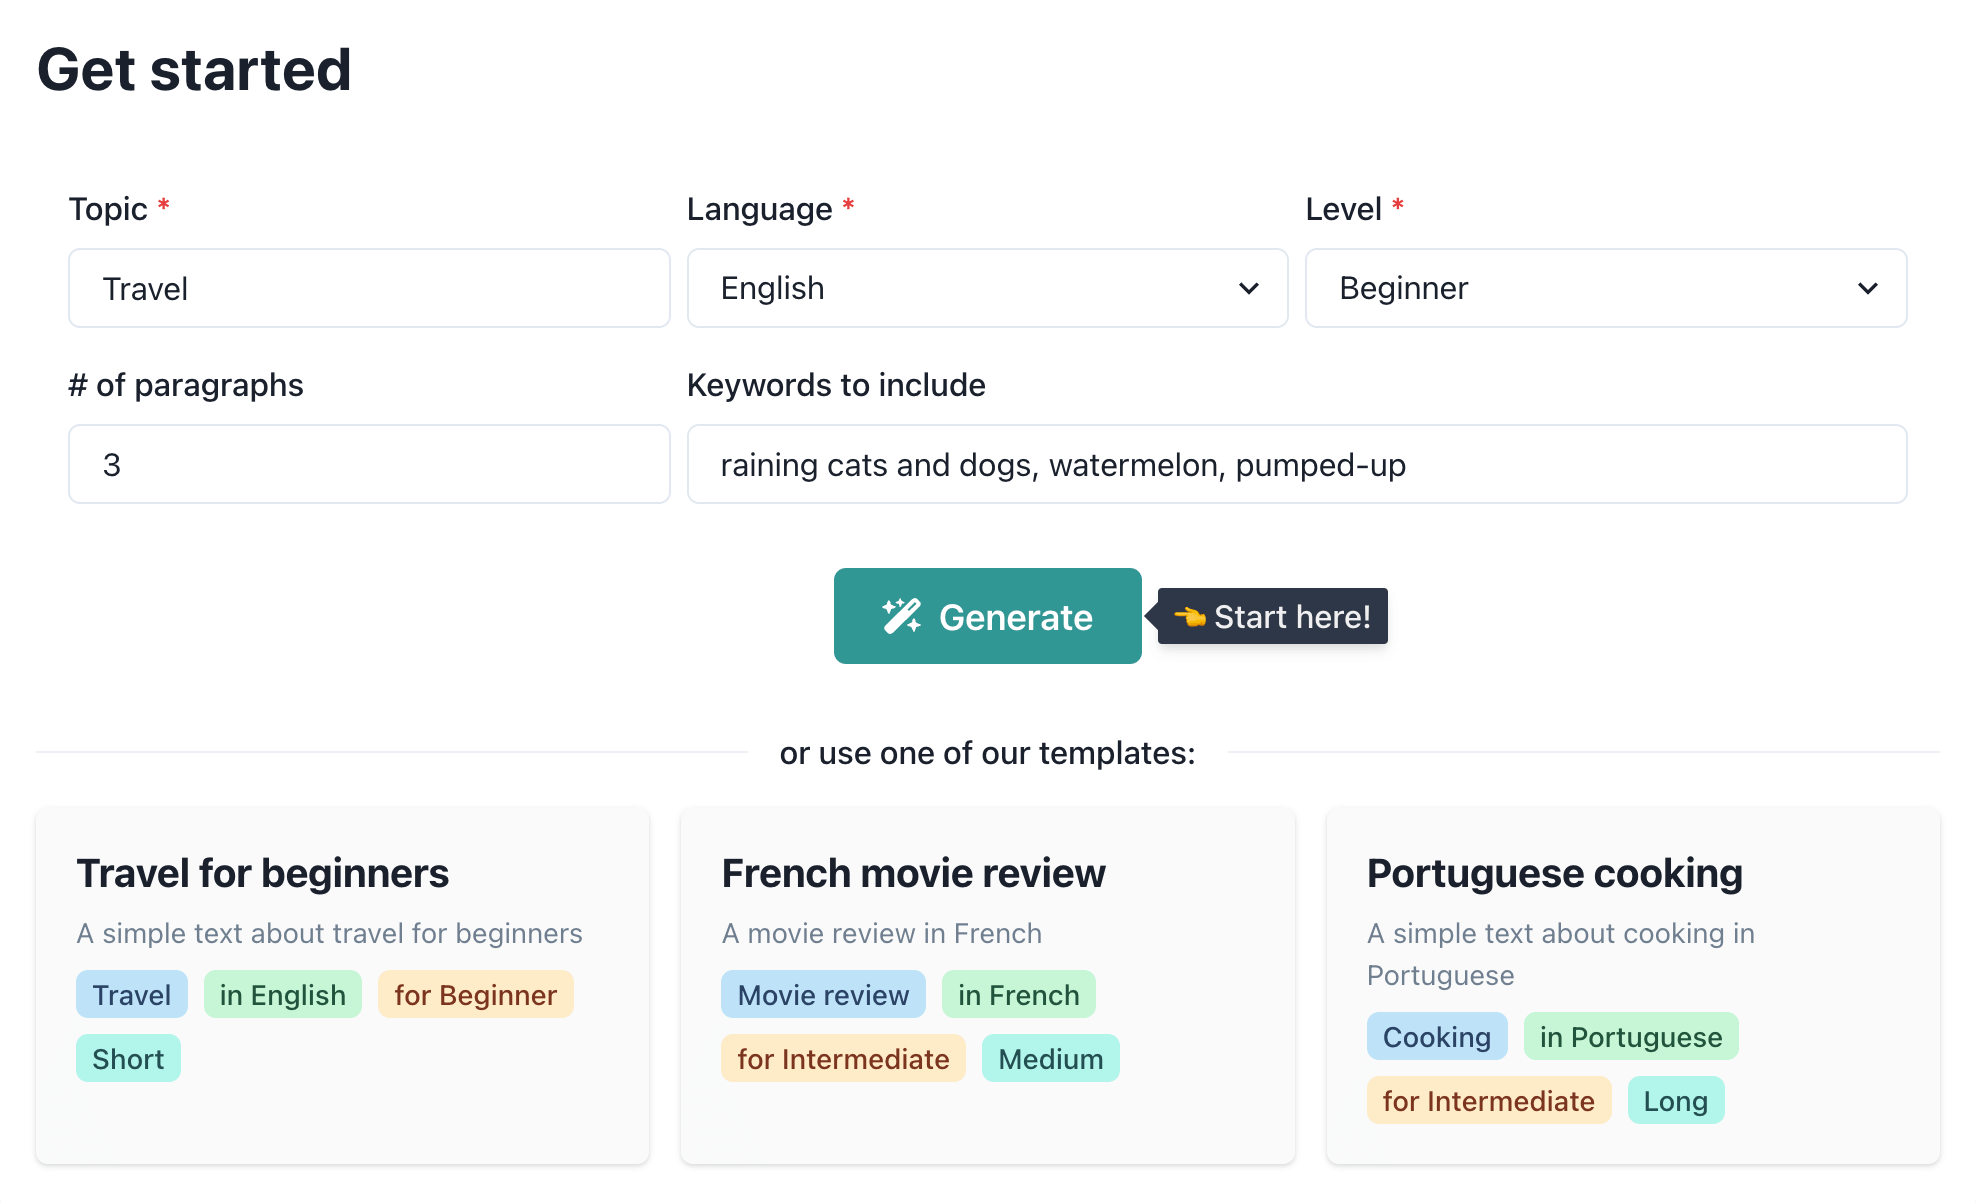 Get started
Topic *
Language *
Level *
Travel
English
Beginner
# of paragraphs
Keywords to include
3
raining cats and dogs, watermelon, pumped-up
Generate
👈 Start here!
or use one of our templates:
Travel for beginners
A simple text about travel for beginners
Travel
in English
for Beginner
Short
French movie review
A movie review in French
Movie review
in French
for Intermediate
Medium
Portuguese cooking
A simple text about cooking in
Portuguese
Cooking
in Portuguese
for Intermediate
Long